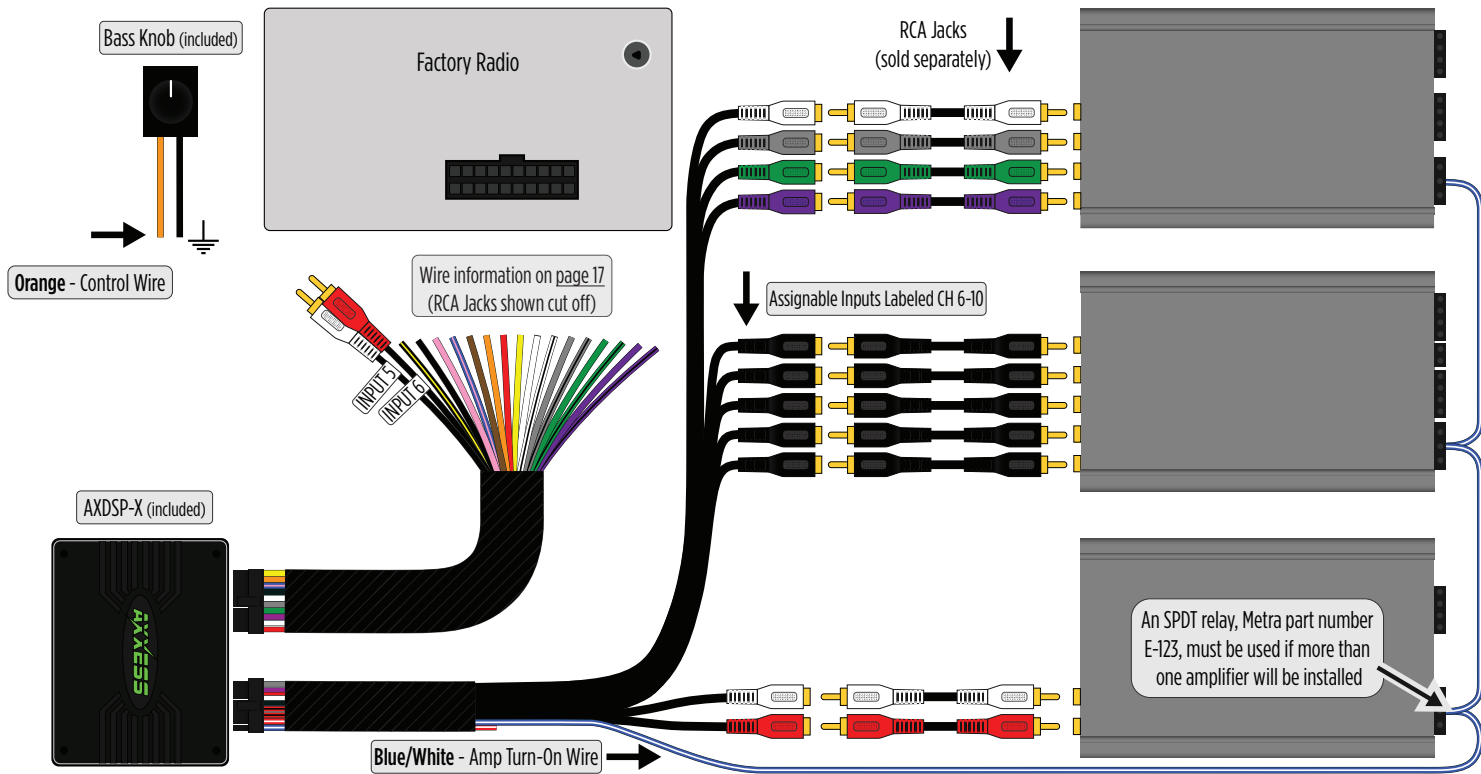 Bass Knob (included)
Orange - Control Wire
Factory Radio
Wire information on page 17
(RCA Jacks shown cut off)
INPUT 5
INPUT 6
RCA Jacks
(sold separately)
Assignable Inputs Labeled CH 6-10
AXDSP-X (included)
AXXESS
An SPDT relay, Metra part number
E-123, must be used if more than
one amplifier will be installed
Blue/White - Amp Turn-On Wire